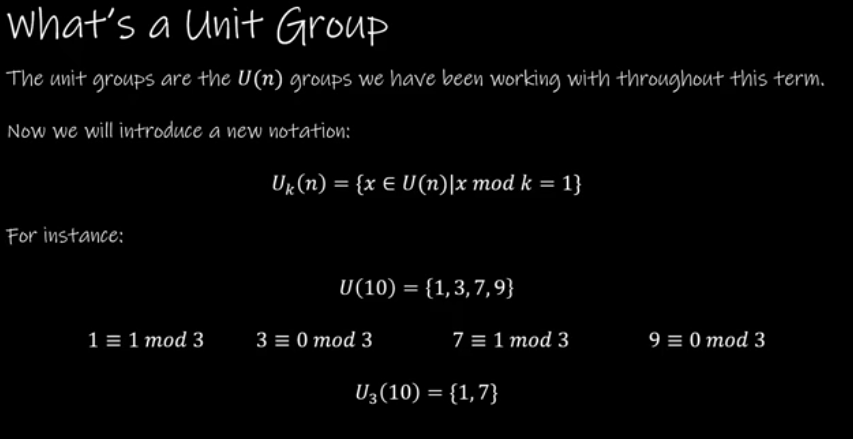 What's a Unit Group
The unit groups are the U(n) groups we have been working with throughout this term.
Now we will introduce a new notation:
Uₖ(n) = {x ∈ U(n)|x mod k = 1}
For instance:
U(10) = {1, 3, 7, 9}
1 ≡ 1 mod 3 3 ≡ 0 mod 3 7 ≡ 1 mod 3 9 ≡ 0 mod 3
U₃(10) = {1, 7}